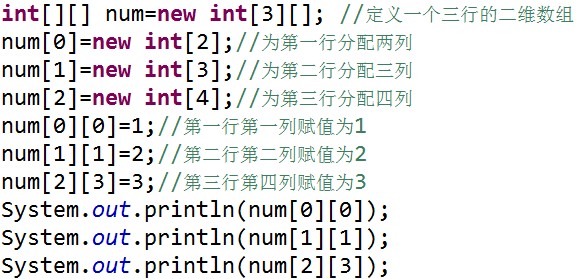 int[][] num=new int[3][]; //定义一个三行的二维数组
num[0]=new int[2];//为第一行分配两列
num[1]=new int[3];//为第二行分配三列
num[2]=new int[4];//为第三行分配四列
num[0][0]=1;//第一行第一列赋值为1
num[1][1]=2;//第二行第二列赋值为2
num[2][3]=3;//第三行第四列赋值为3
System.out.println(num[0][0]);
System.out.println(num[1][1]);
System.out.println(num[2][3]);